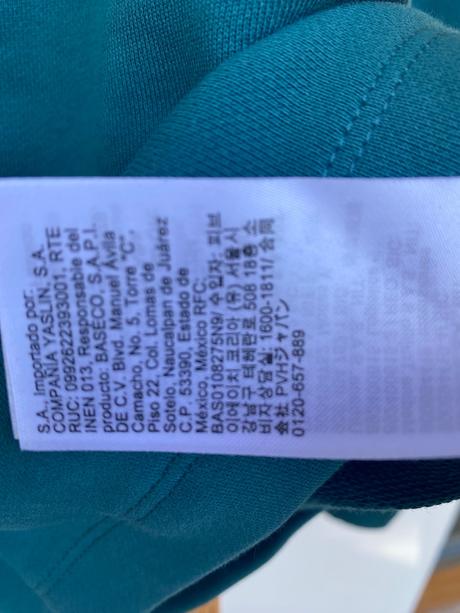 S.A., Importado por:
COMPAÑIA YASLIN, S.A.
RUC: 0992622393001, RTE
INEN 013, Responsable del
producto: BASECO, S.A.P.I.
DE C.V. Blvd. Manuel Ávila
Camacho, No. 5, Torre "C",
Piso 22, Col. Lomas de
Sotelo, Naucalpan de Juárez
C.P. 53390, Estado de
México, México RFC:
BAS0108275N9/ 수입자: 피브
이에이치코리아 (유) 서울시
강남구 테헤란로 508 18층 소
비자상담실: 1600-1811/ 合同
会社 PVHジャパン
0120-657-889